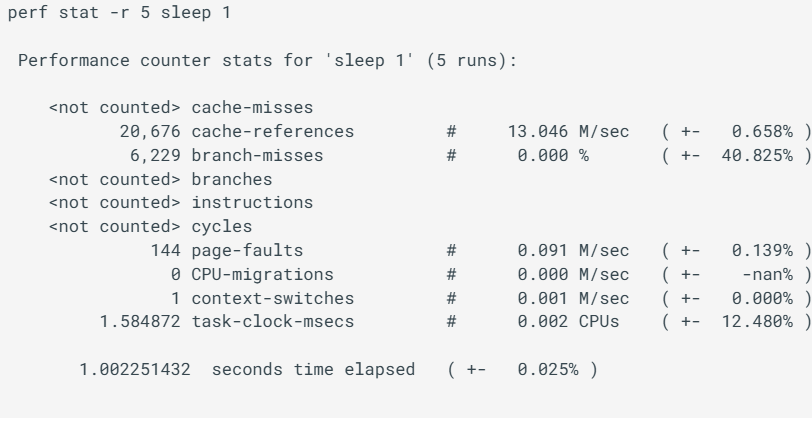 perf stat -r 5 sleep 1
Performance counter stats for 'sleep 1' (5 runs):
<not counted> cache-misses
20,676 cache-references # 13.046 M/sec ( +- 0.658% )
6,229 branch-misses # 0.000 % ( +- 40.825% )
<not counted> branches
<not counted> instructions
<not counted> cycles
144 page-faults # 0.091 M/sec ( +- 0.139% )
0 CPU-migrations # 0.000 M/sec ( +- -nan% )
1 context-switches # 0.001 M/sec ( +- 0.000% )
1.584872 task-clock-msecs # 0.002 CPUs ( +- 12.480% )
1.002251432 seconds time elapsed ( +- 0.025% )